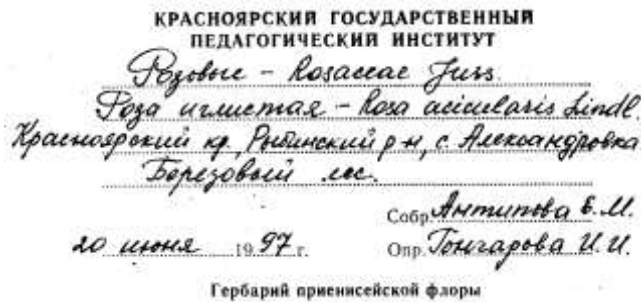 КРАСНОЯРСКИЙ ГОСУДАРСТВЕННЫЙ
ПЕДАГОГИЧЕСКИЙ ИНСТИТУТ
Розовые – Rosaceae Juss.
Роза иглистая – Rosa acicularis Lindl.
Красноярский кр., Рыбинский р-н, с. Александровка
Березовый лес.
Собр. Антипова Е.М.
20 июня 1997 г. Опр. Гончарова И.И.
Гербарий приенисейской флоры